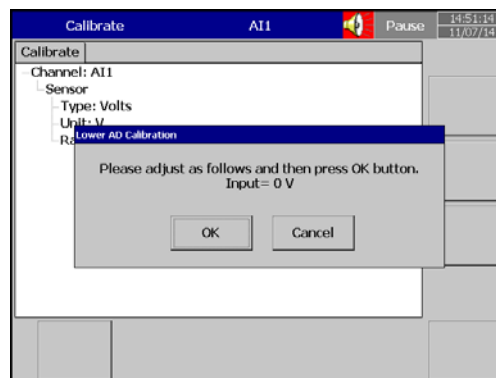 Calibrate AI1 Pause 14:51:14
11/07/14
Calibrate
Channel: AI1
Sensor
Type: Volts
Unit: V
Lower AD Calibration
Please adjust as follows and then press OK button.
Input= 0 V
OK Cancel